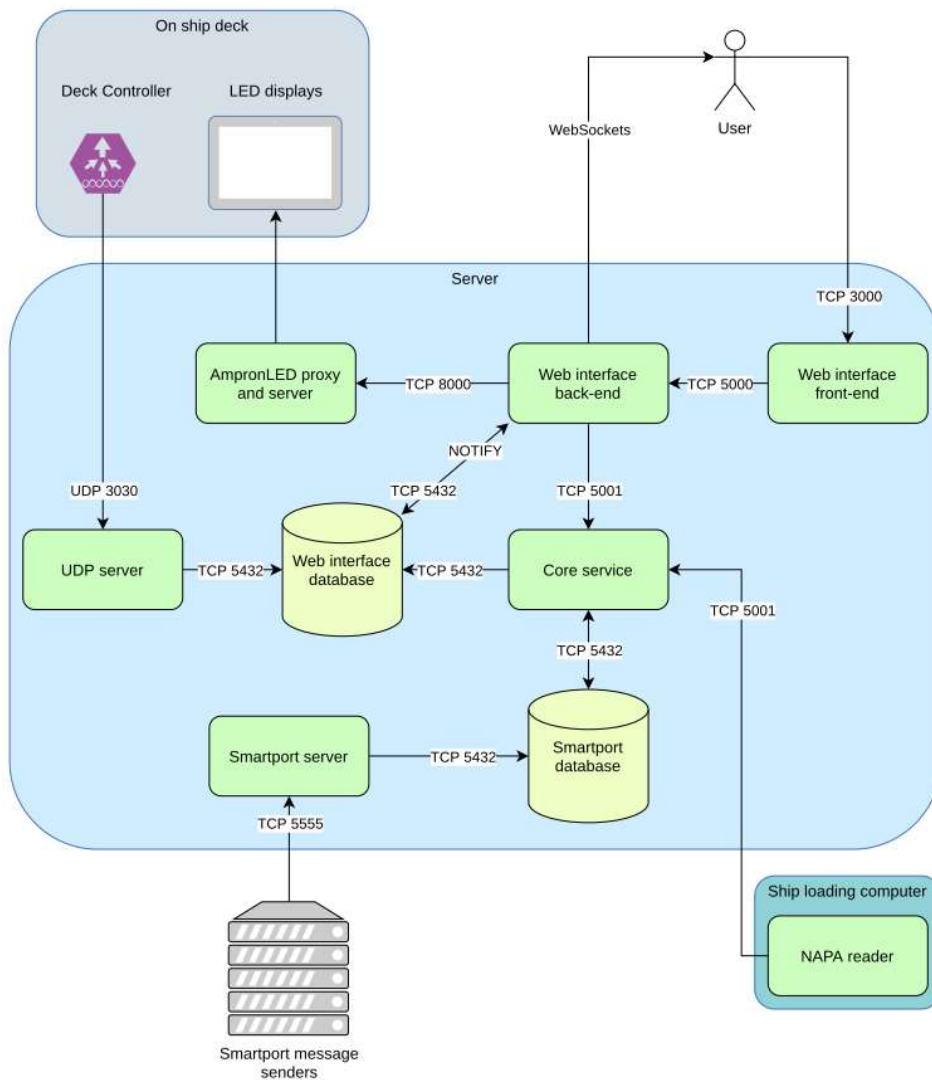 On ship deck
Deck Controller
LED displays
WebSockets
User
Server
TCP 3000
AmpronLED proxy
and server
TCP 8000
Web interface
back-end
TCP 5000
Web interface
front-end
NOTIFY
TCP 5432
UDP 3030
TCP 5001
UDP server
TCP 5432
Web interface
database
TCP 5432
Core service
TCP 5001
TCP 5432
Smartport server
TCP 5432
Smartport
database
TCP 5555
Ship loading computer
NAPA reader
Smartport message
senders